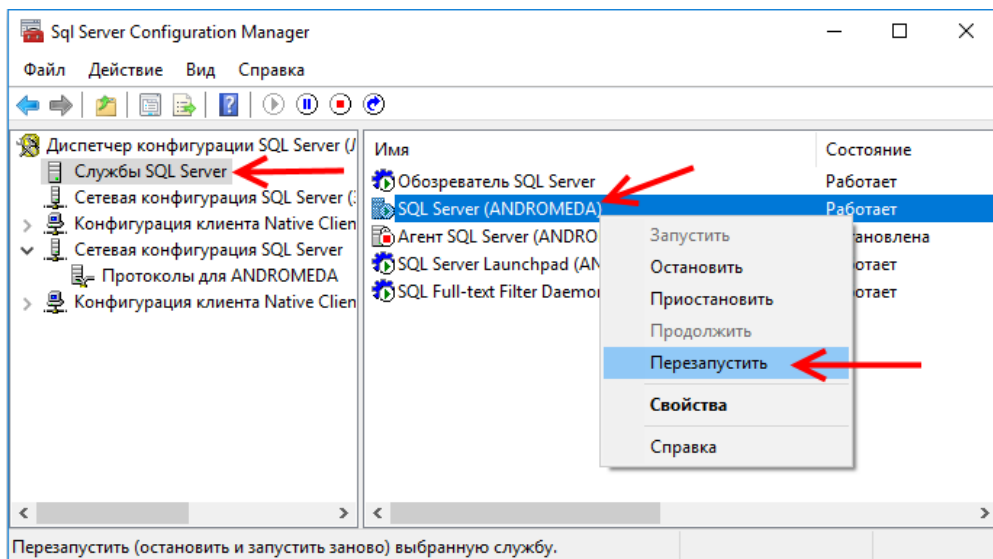 Sql Server Configuration Manager
Файл Действие Вид Справка
Диспетчер конфигурации SQL Server (
Службы SQL Server
Сетевая конфигурация SQL Server (
Конфигурация клиента Native Clien
Сетевая конфигурация SQL Server
Протоколы для ANDROMEDA
Конфигурация клиента Native Clien
Имя Состояние
Обозреватель SQL Server Работает
SQL Server (ANDROMEDA) Работает
Агент SQL Server (ANDRO тановлена
SQL Server Launchpad (AN отает
SQL Full-text Filter Daemo отает
Запустить
Остановить
Приостановить
Продолжить
Перезапустить
Свойства
Справка
Перезапустить (остановить и запустить заново) выбранную службу.